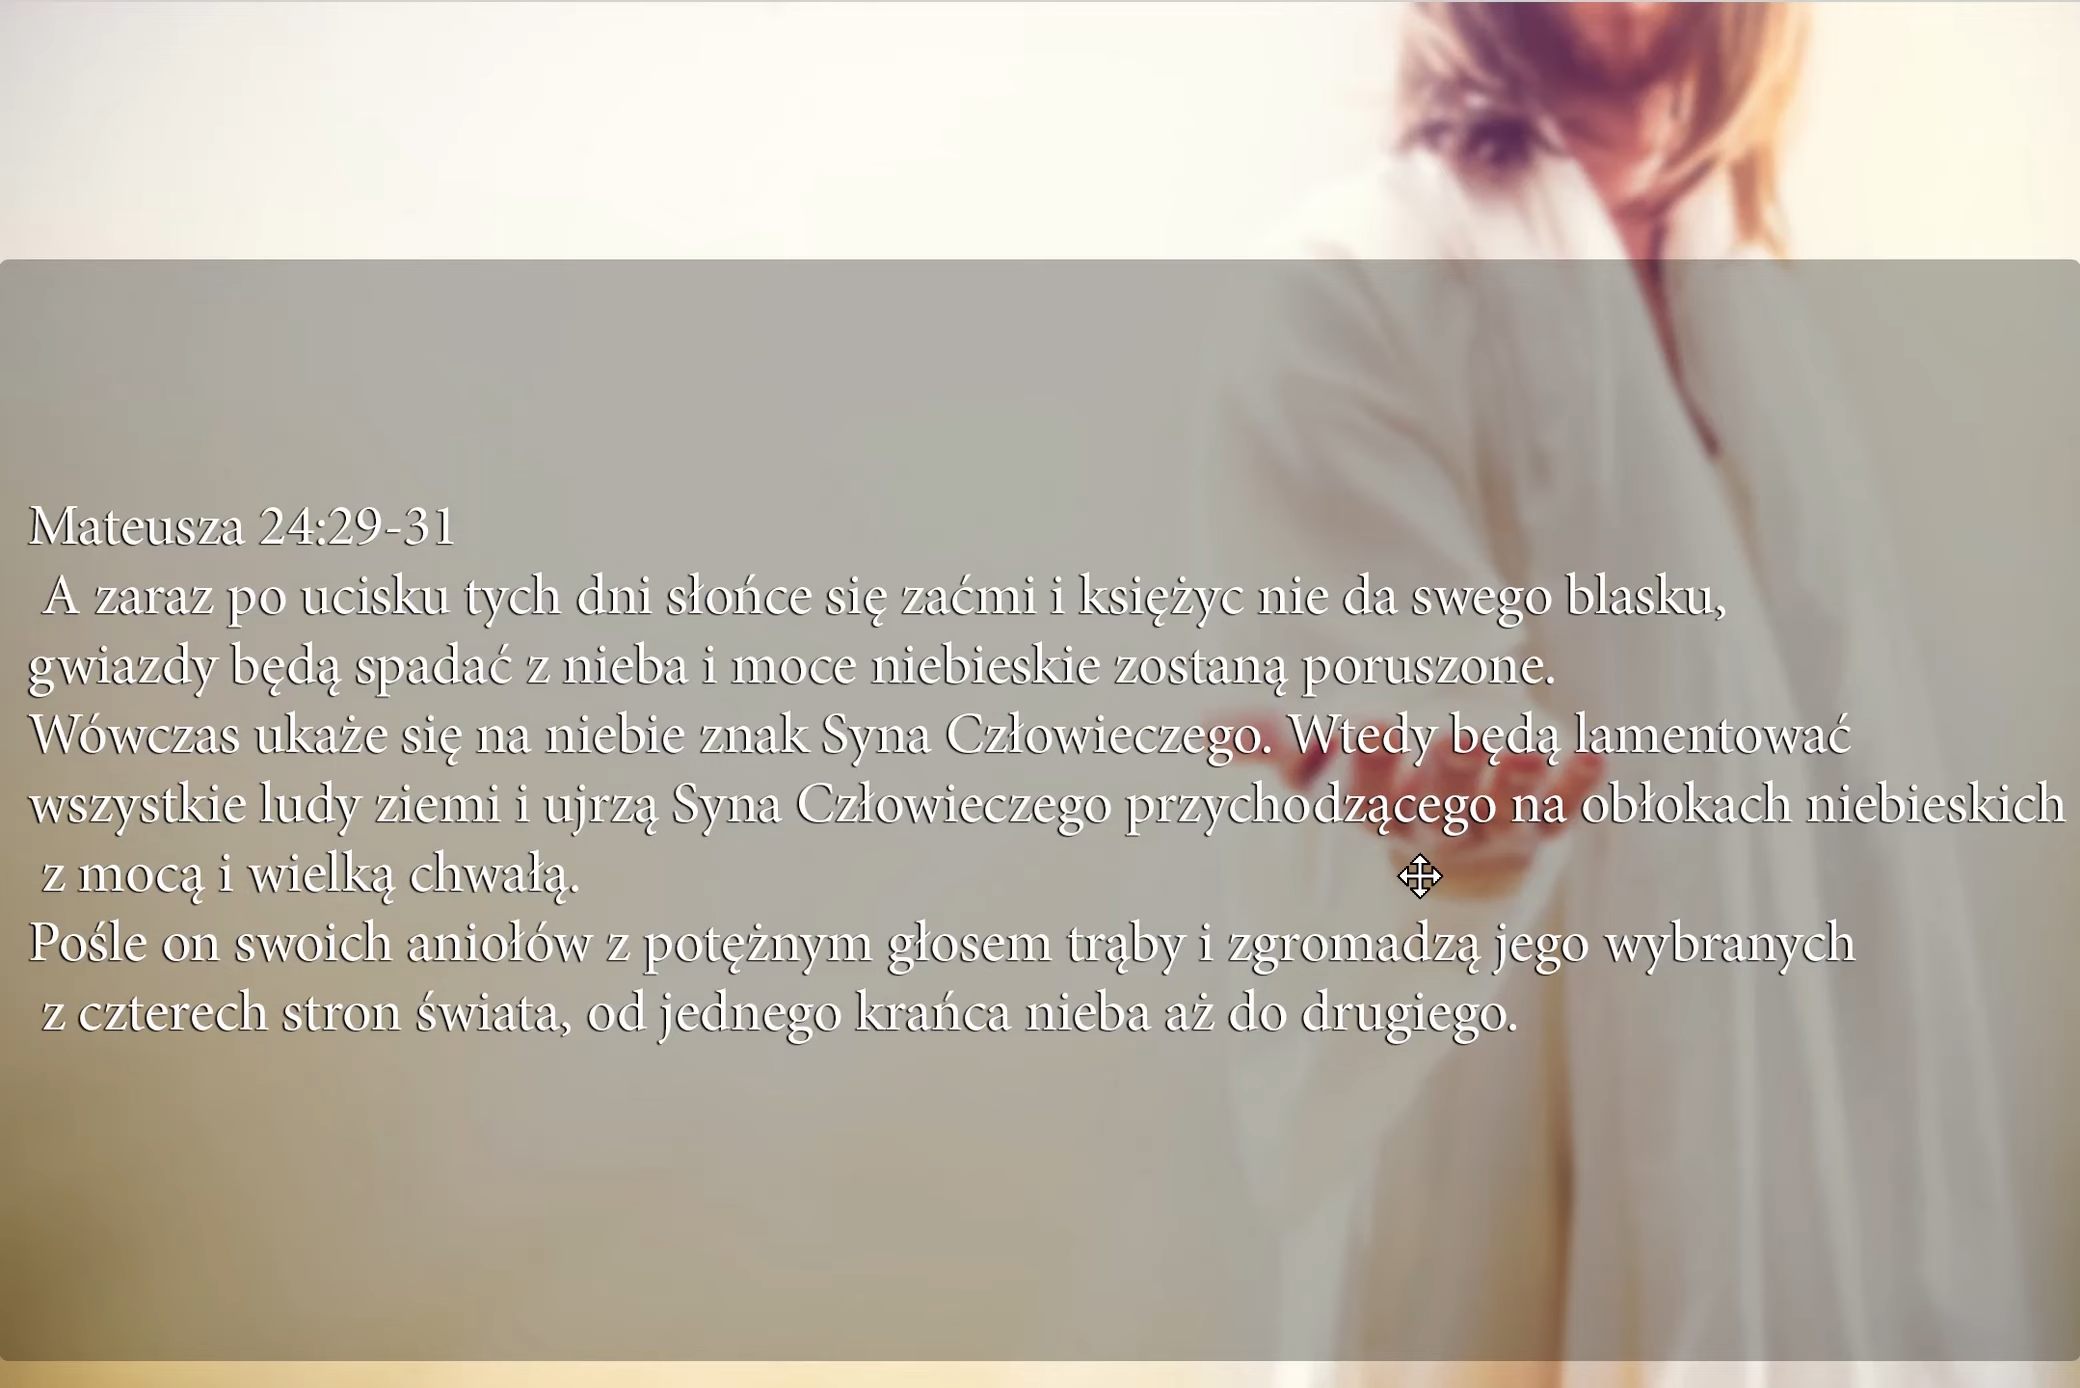 Mateusza 24:29-31
A zaraz po ucisku tych dni słońce się zaćmi i księżyc nie da swego blasku,
gwiazdy będą spadać z nieba i moce niebieskie zostaną poruszone.
Wówczas ukaże się na niebie znak Syna Człowieczego. Wtedy będą lamentować
wszystkie ludy ziemi i ujrzą Syna Człowieczego przychodzącego na obłokach niebieskich
z mocą i wielką chwałą.
Pośle on swoich aniołów z potężnym głosem trąby i zgromadzą jego wybranych
z czterech stron świata, od jednego krańca nieba aż do drugiego.